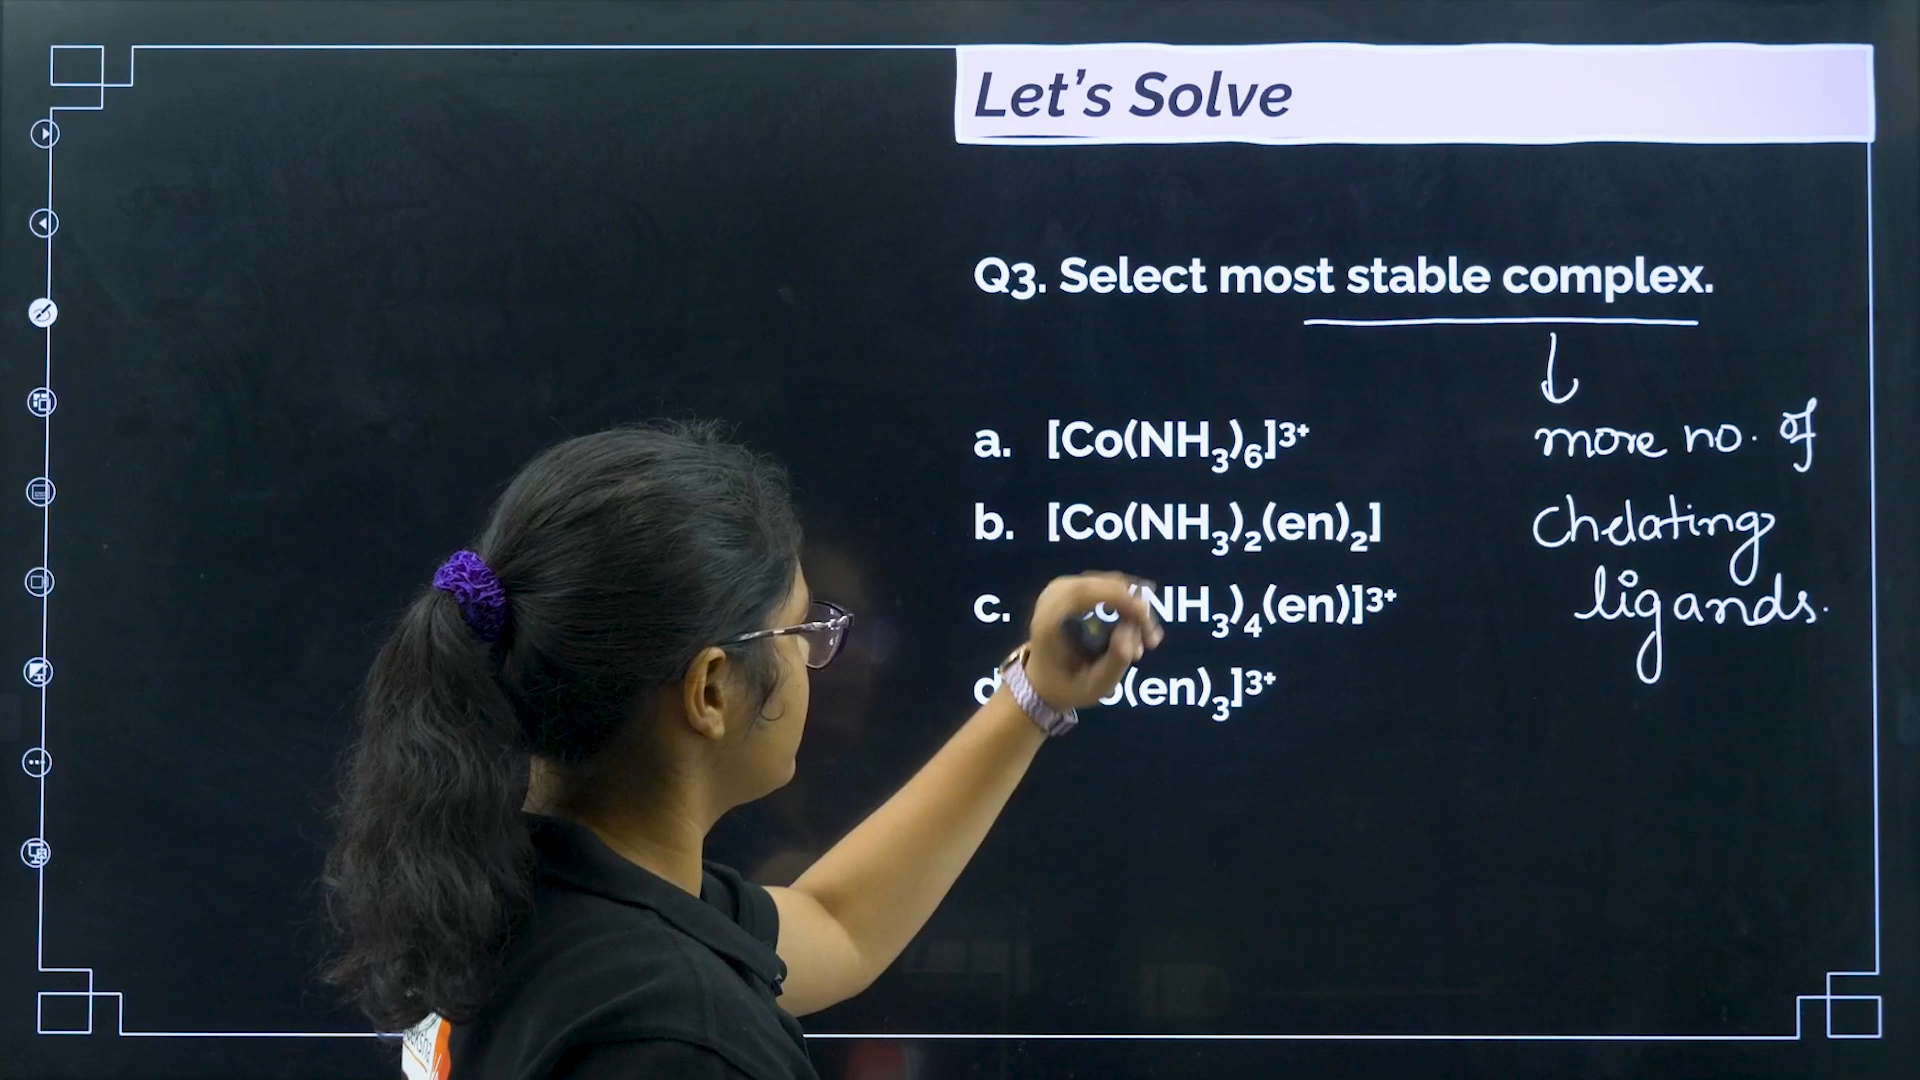 Let's Solve
Q3. Select most stable complex.
more no. of
chelating
ligands.
a. [Co(NH₃)₆]³⁺
b. [Co(NH₃)₂(en)₂]
c. NH₃)₄(en)]³⁺
d (en)₃]³⁺